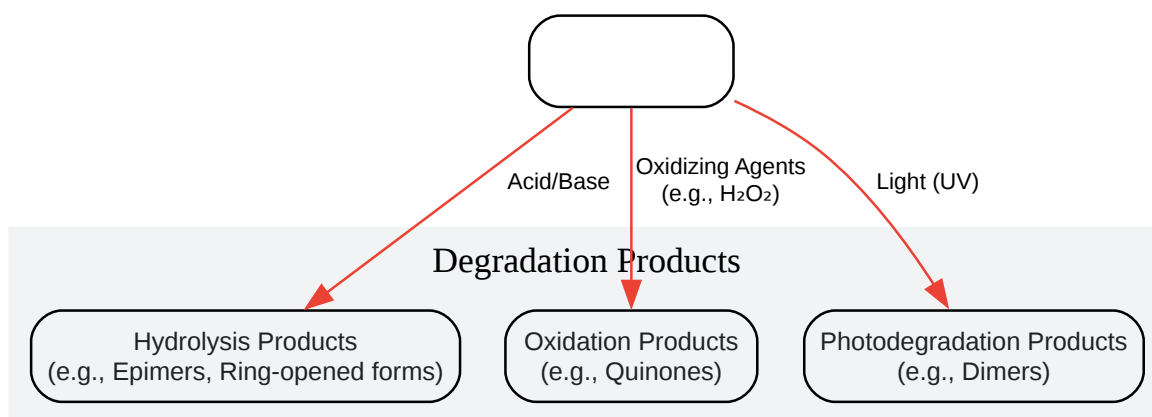 Acid/Base
Oxidizing Agents
(e.g., H₂O₂)
Light (UV)
Degradation Products
Hydrolysis Products
(e.g., Epimers, Ring-opened forms)
Oxidation Products
(e.g., Quinones)
Photodegradation Products
(e.g., Dimers)